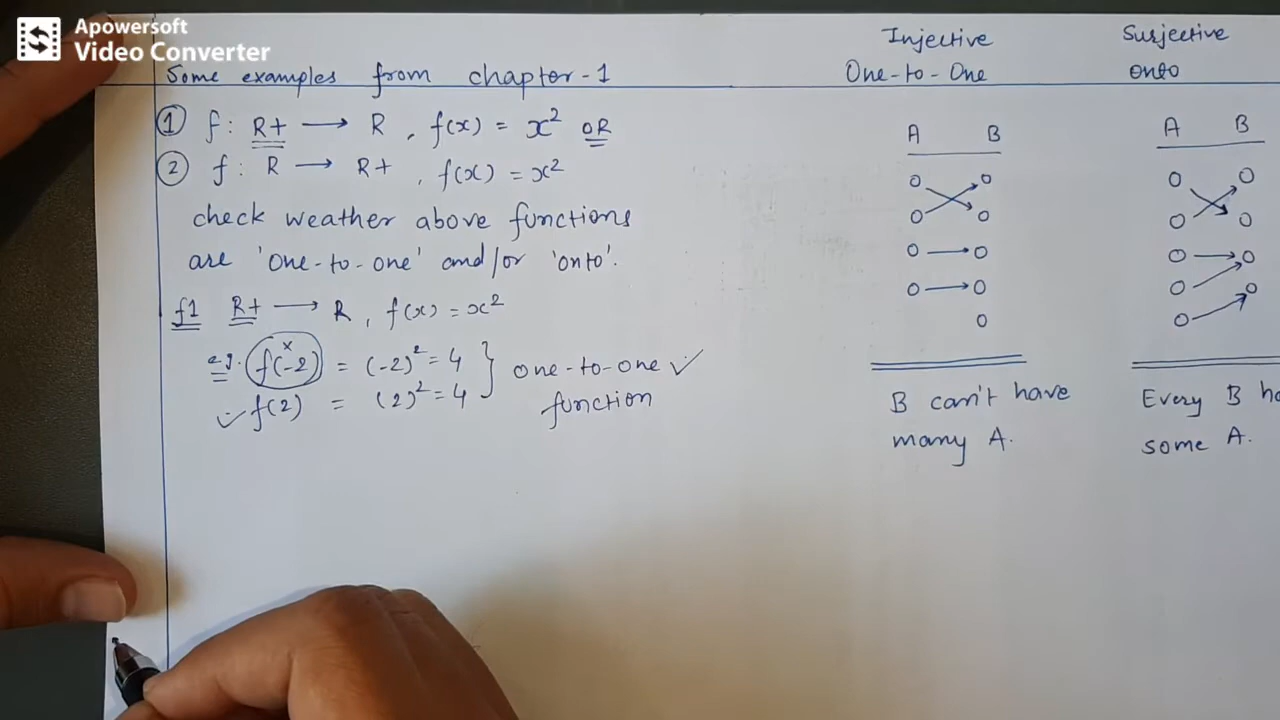 Apowersoft
Video Converter
Some examples from chapter-1
① f: R+ → R, f(x) = x² OR
② f: R → R+, f(x) = x²
check weather above functions
are 'one-to-one' and/or 'onto'.
f1 R+ → R, f(x) = x²
e.g. f(-2) = (-2)² = 4 } one-to-one ✓
x
✓ f(2) = (2)² = 4 function
Injective
One-to-One
A B
B can't have
many A.
Surjective
onto
A B
Every B ha
some A.